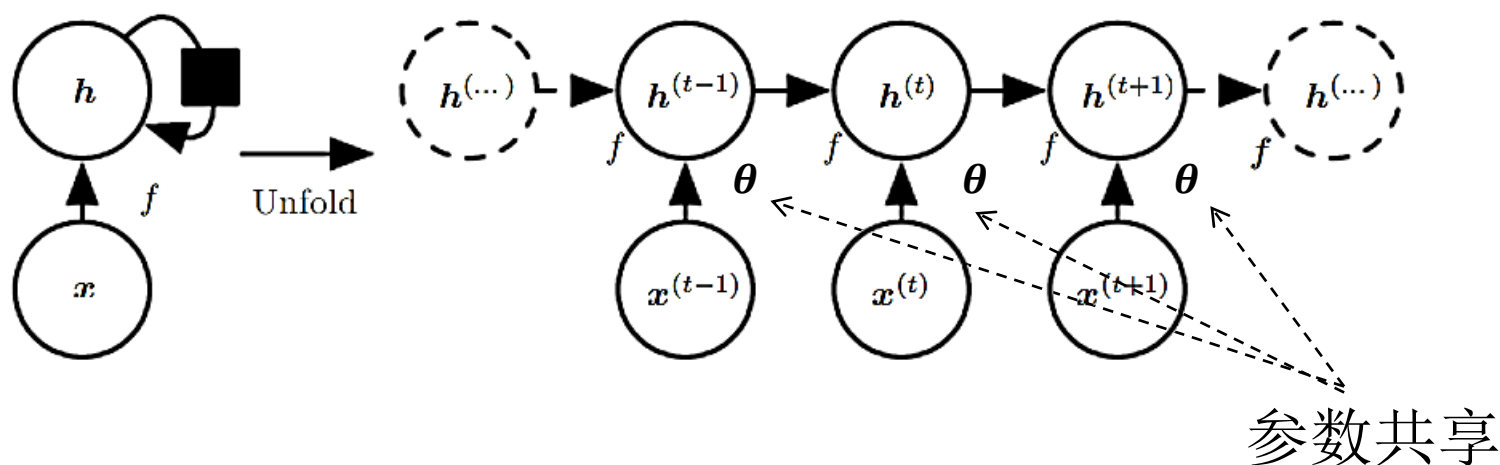 h
h^(...) h^(t−1) h^(t) h^(t+1) h^(...)
f f f f
f Unfold θ θ θ
x x^(t−1) x^(t) x^(t+1)
参数共享